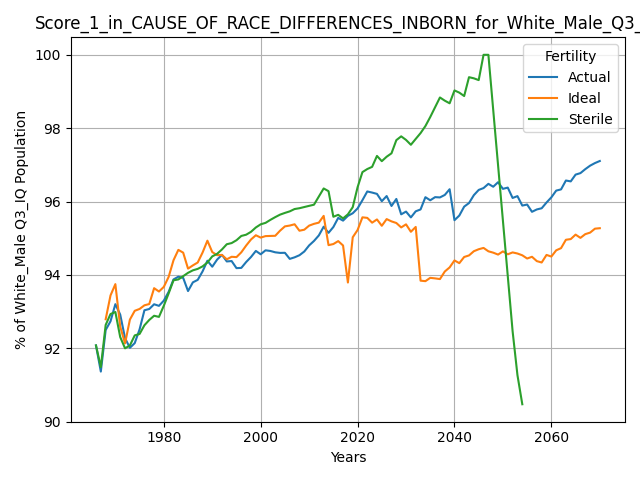 Score_1_in_CAUSE_OF_RACE_DIFFERENCES_INBORN_for_White_Male_Q3_
Fertility
Actual
Ideal
Sterile
% of White_Male Q3_IQ Population
100
98
96
94
92
90
1980
2000
2020
2040
2060
Years